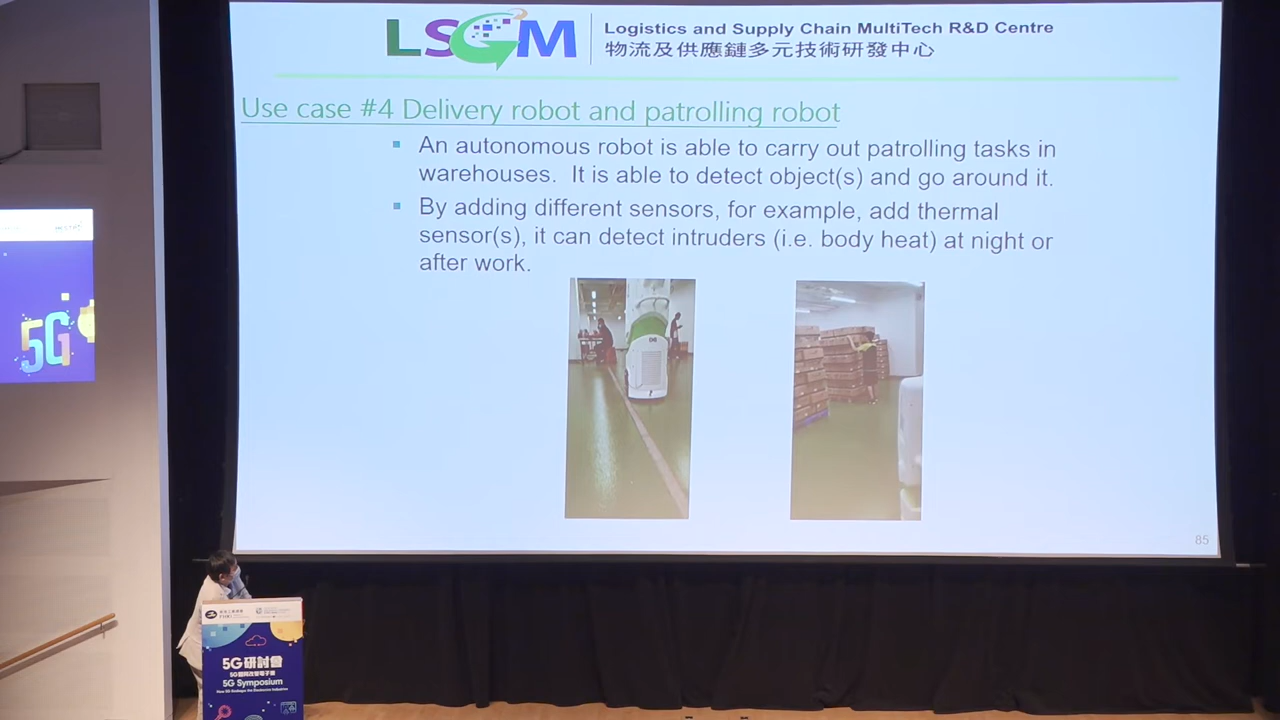 LSCM
Logistics and Supply Chain MultiTech R&D Centre
物流及供應鏈多元技術研發中心
Use case #4 Delivery robot and patrolling robot
An autonomous robot is able to carry out patrolling tasks in
warehouses. It is able to detect object(s) and go around it.
By adding different sensors, for example, add thermal
sensor(s), it can detect intruders (i.e. body heat) at night or
after work.
85
5G
5G研討會
5G Symposium